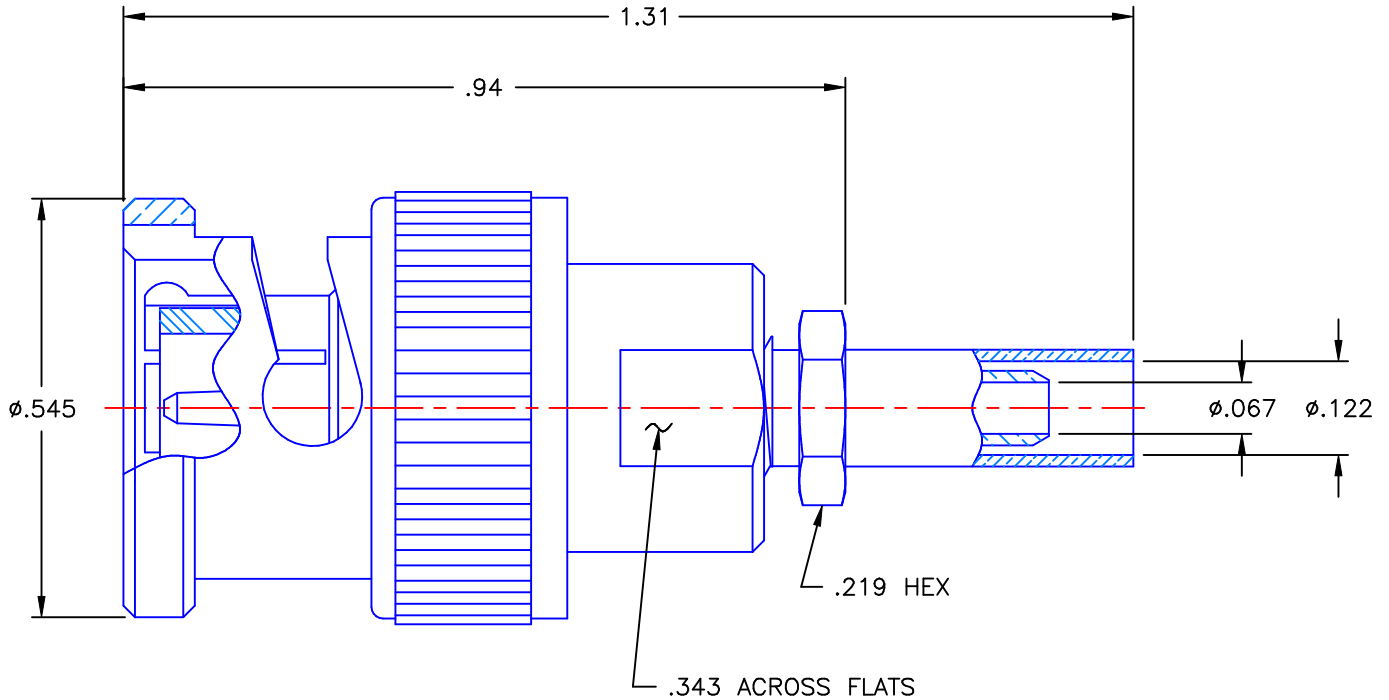 1.31
.94
ø.545
ø.067
ø.122
.219 HEX
.343 ACROSS FLATS